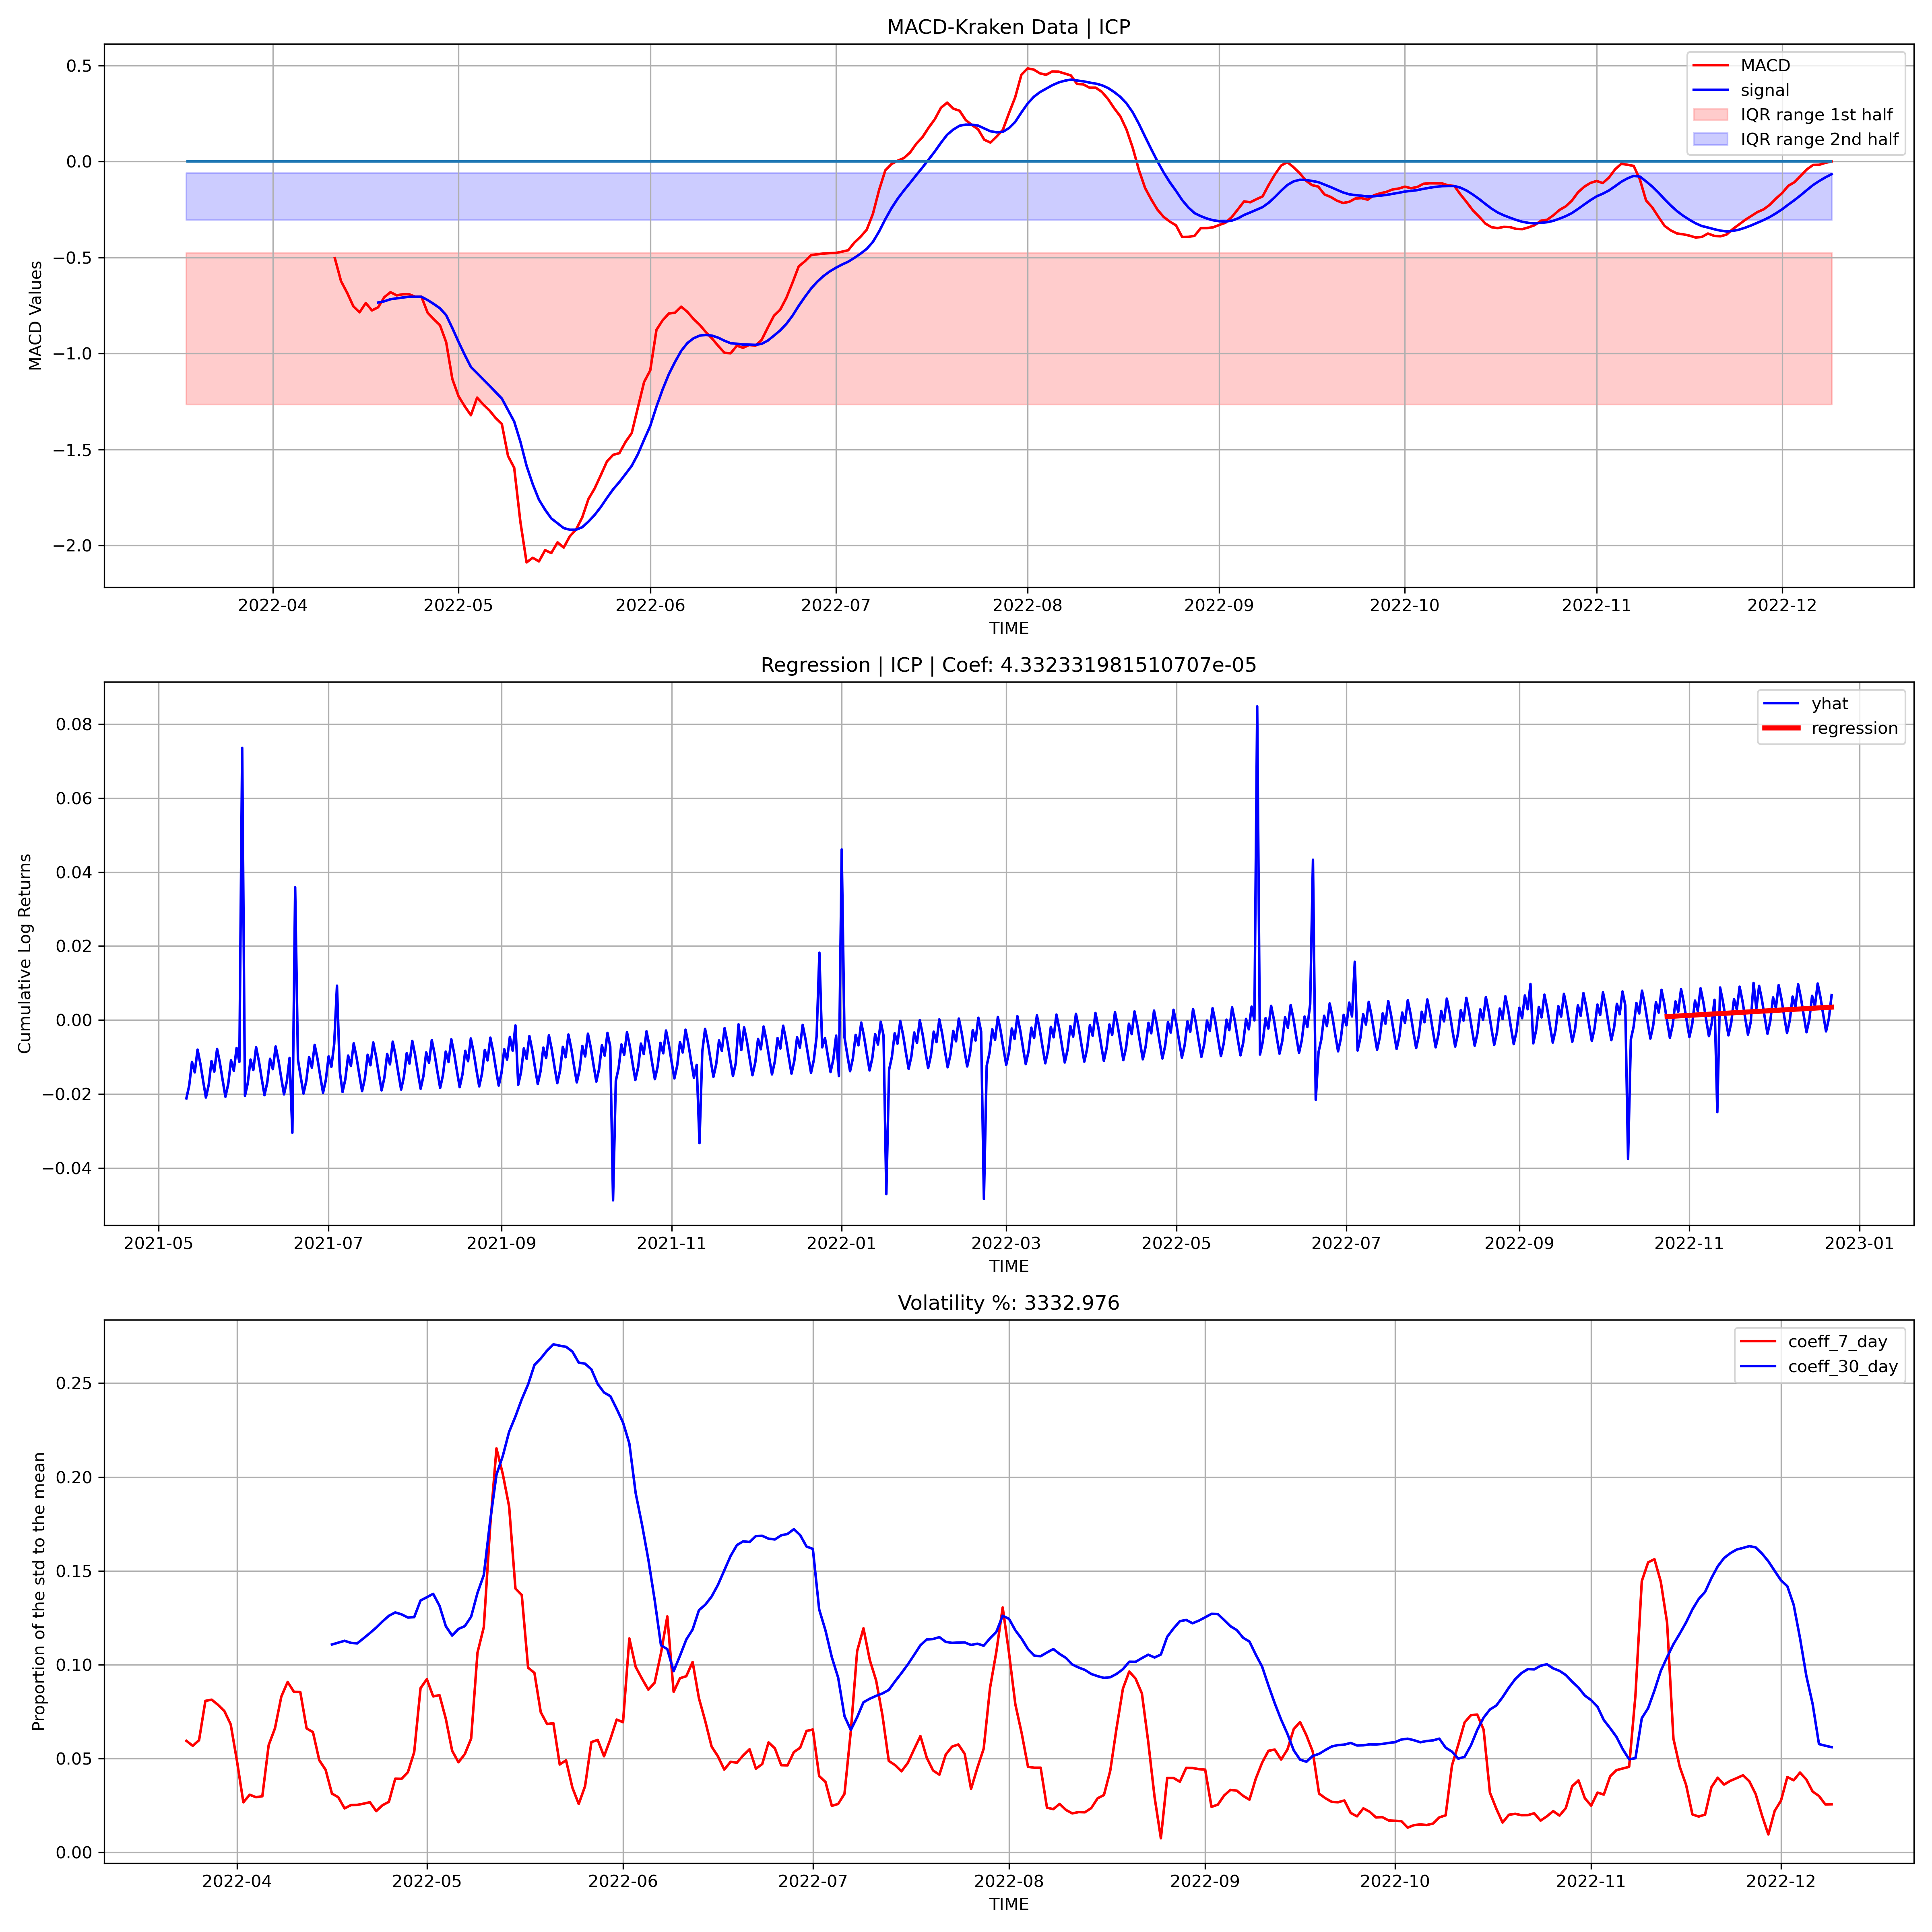 MACD-Kraken Data | ICP
MACD
signal
IQR range 1st half
IQR range 2nd half
0.5
0.0
−0.5
−1.0
−1.5
−2.0
MACD Values
2022-04 2022-05 2022-06 2022-07 2022-08 2022-09 2022-10 2022-11 2022-12
TIME
Regression | ICP | Coef: 4.332331981510707e-05
yhat
regression
0.08
0.06
0.04
0.02
0.00
−0.02
−0.04
Cumulative Log Returns
2021-05 2021-07 2021-09 2021-11 2022-01 2022-03 2022-05 2022-07 2022-09 2022-11 2023-01
TIME
Volatility %: 3332.976
coeff_7_day
coeff_30_day
0.25
0.20
0.15
0.10
0.05
0.00
Proportion of the std to the mean
2022-04 2022-05 2022-06 2022-07 2022-08 2022-09 2022-10 2022-11 2022-12
TIME